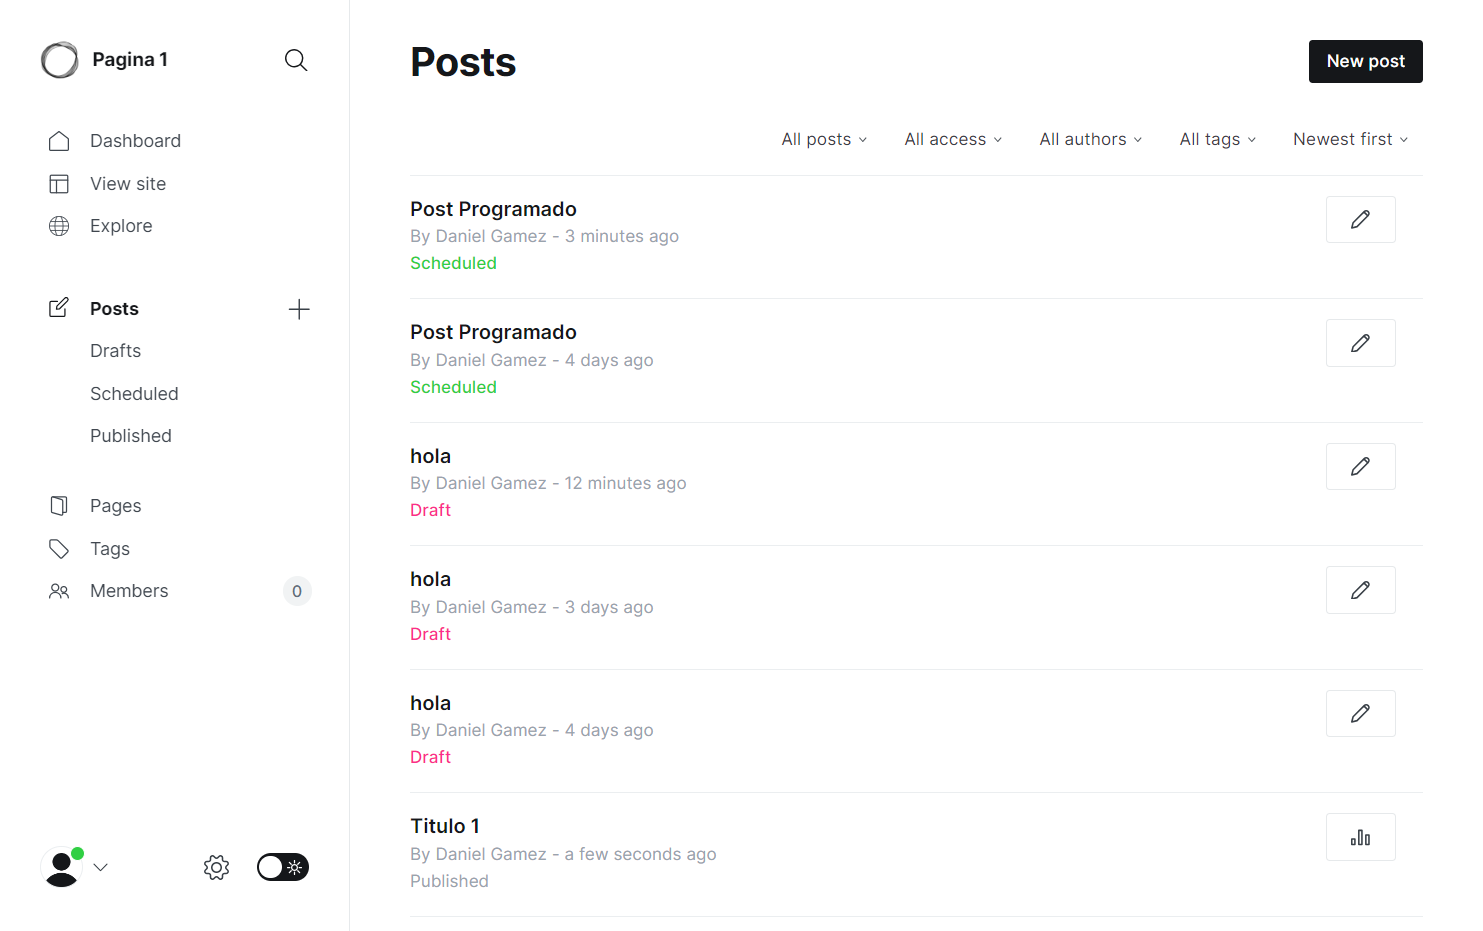 Pagina 1
Dashboard
View site
Explore
Posts
Drafts
Scheduled
Published
Pages
Tags
Members 0
Posts
New post
All posts All access All authors All tags Newest first
Post Programado
By Daniel Gamez - 3 minutes ago
Scheduled
Post Programado
By Daniel Gamez - 4 days ago
Scheduled
hola
By Daniel Gamez - 12 minutes ago
Draft
hola
By Daniel Gamez - 3 days ago
Draft
hola
By Daniel Gamez - 4 days ago
Draft
Titulo 1
By Daniel Gamez - a few seconds ago
Published